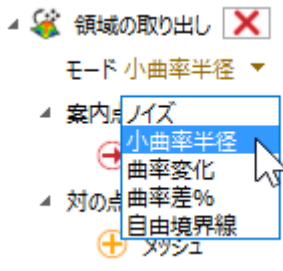 領域の取り出し
モード 小曲率半径
案内点
ノイズ
小曲率半径
曲率変化
曲率差%
自由境界線
対の点
メッシュ